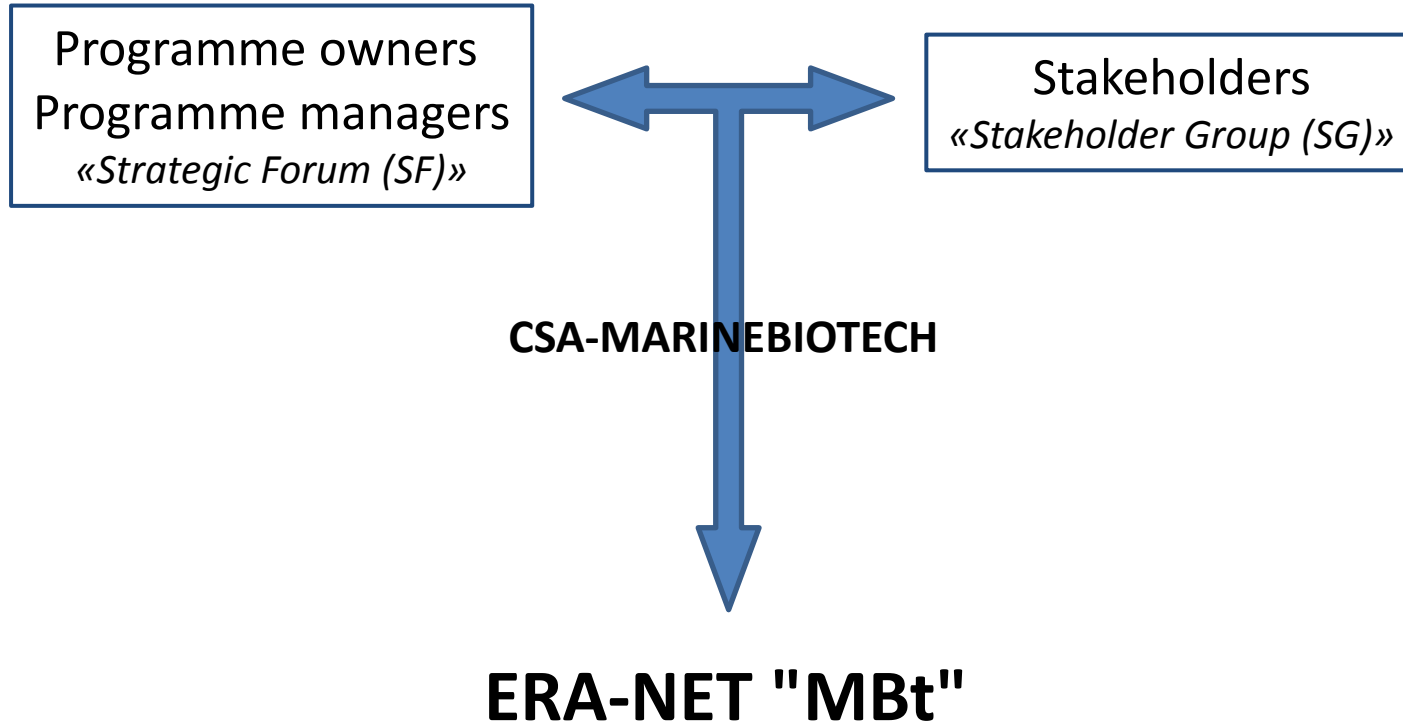 Programme owners
Programme managers
«Strategic Forum (SF)»
Stakeholders
«Stakeholder Group (SG)»
CSA-MARINEBIOTECH
ERA-NET "MBt"